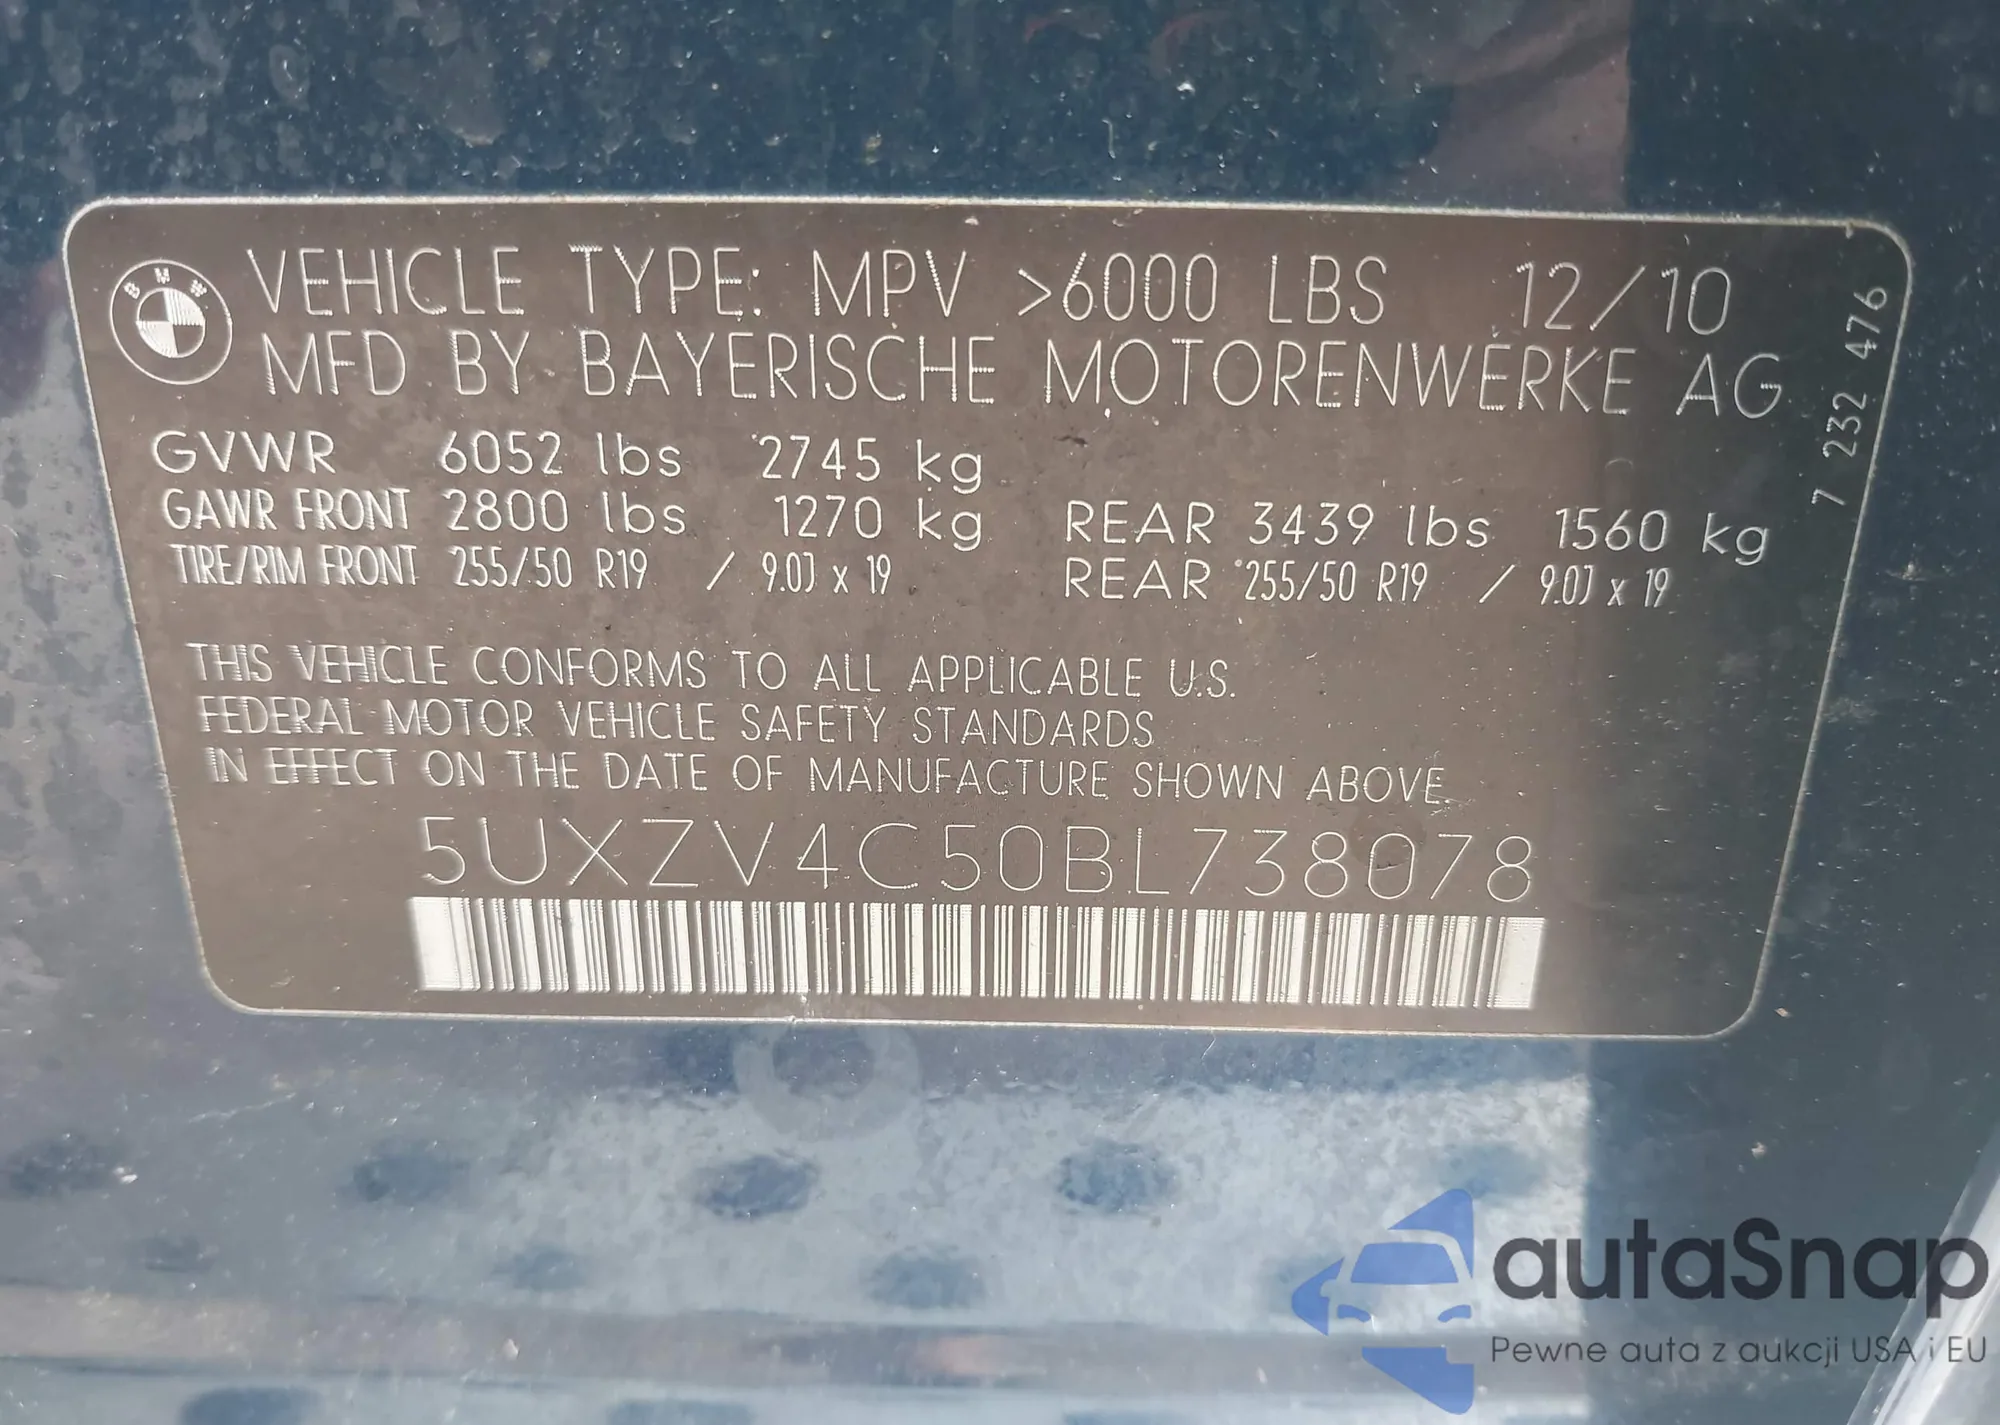 BMW
VEHICLE TYPE: MPV >6000 LBS 12/10
MFD BY BAYERISCHE MOTORENWERKE AG
GVWR 6052 lbs 2745 kg
GAWR FRONT 2800 lbs 1270 kg REAR 3439 lbs 1560 kg
TIRE/RIM FRONT 255/50 R19 / 9.0J x 19 REAR 255/50 R19 / 9.0J x 19
7 232 476
THIS VEHICLE CONFORMS TO ALL APPLICABLE U.S.
FEDERAL MOTOR VEHICLE SAFETY STANDARDS
IN EFFECT ON THE DATE OF MANUFACTURE SHOWN ABOVE.
5UXZV4C50BL738078
autaSnap
Pewne auta z aukcji USA i EU